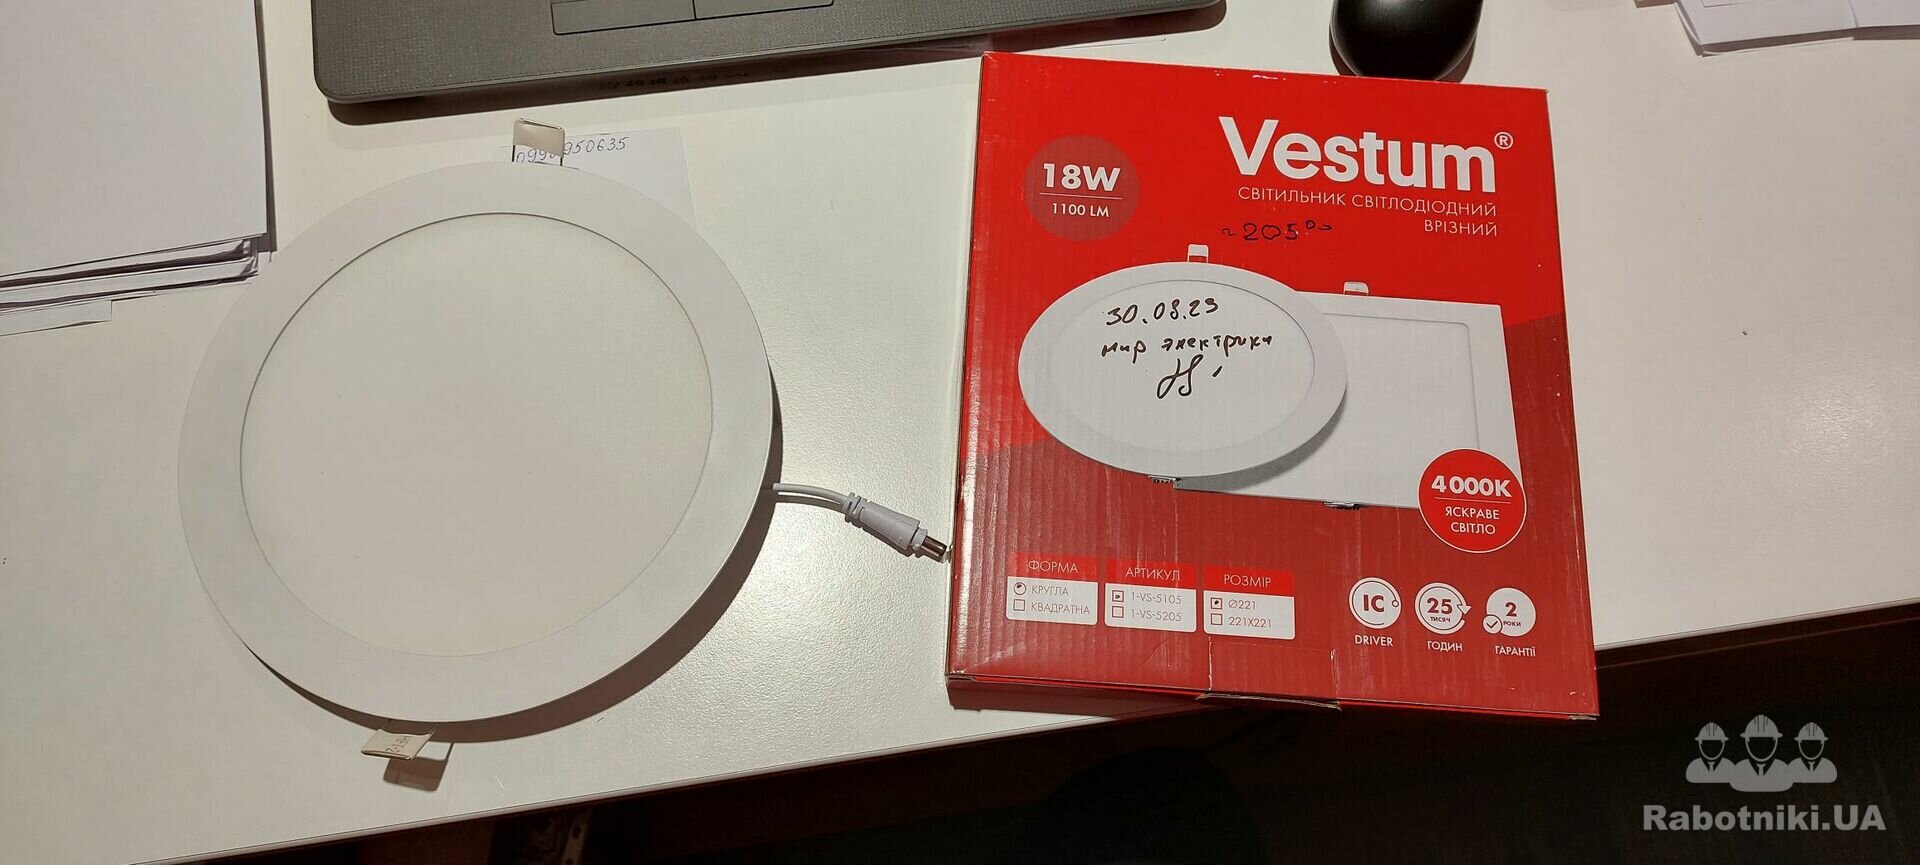 950635
18W
1100 LM
Vestum®
СВІТИЛЬНИК СВІТЛОДІОДНИЙ
ВРІЗНИЙ
30.08.23
мир электрики
4000K
ЯСКРАВЕ
СВІТЛО
ФОРМА
КРУГЛА
КВАДРАТНА
АРТИКУЛ
1-VS-5105
1-VS-5205
РОЗМІР
Ø221
221X221
IC
DRIVER
25
ТИСЯЧ
ГОДИН
2
РОКИ
ГАРАНТІЇ
Rabotniki.UA